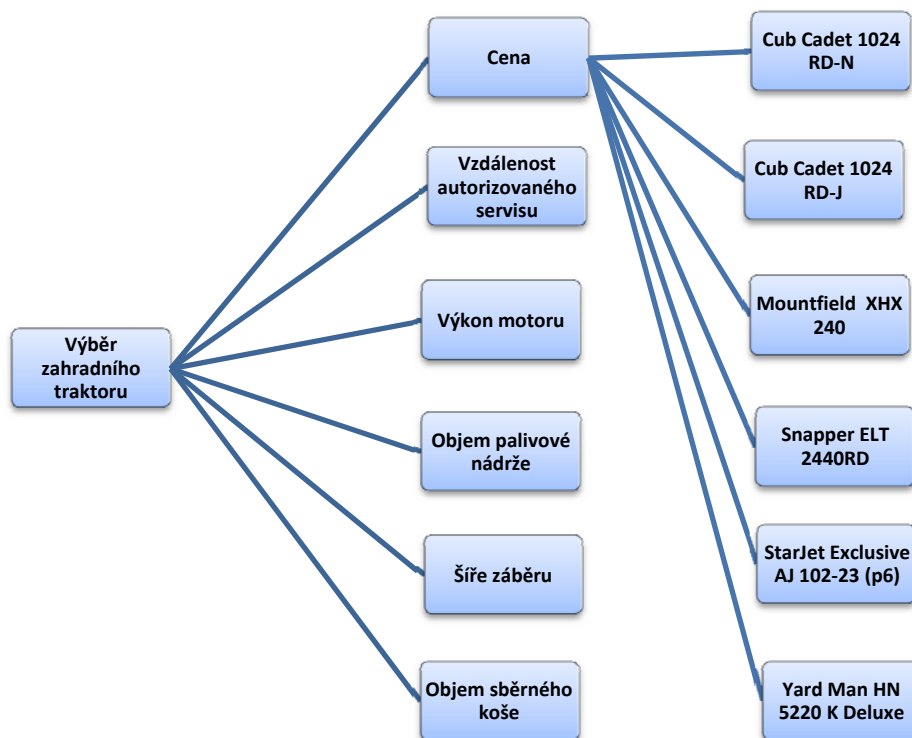 Výběr
zahradního
traktoru
Cena
Vzdálenost
autorizovaného
servisu
Výkon motoru
Objem palivové
nádrže
Šíře záběru
Objem sběrného
koše
Cub Cadet 1024
RD-N
Cub Cadet 1024
RD-J
Mountfield  XHX
240
Snapper ELT
2440RD
StarJet Exclusive
AJ 102-23 (p6)
Yard Man HN
5220 K Deluxe